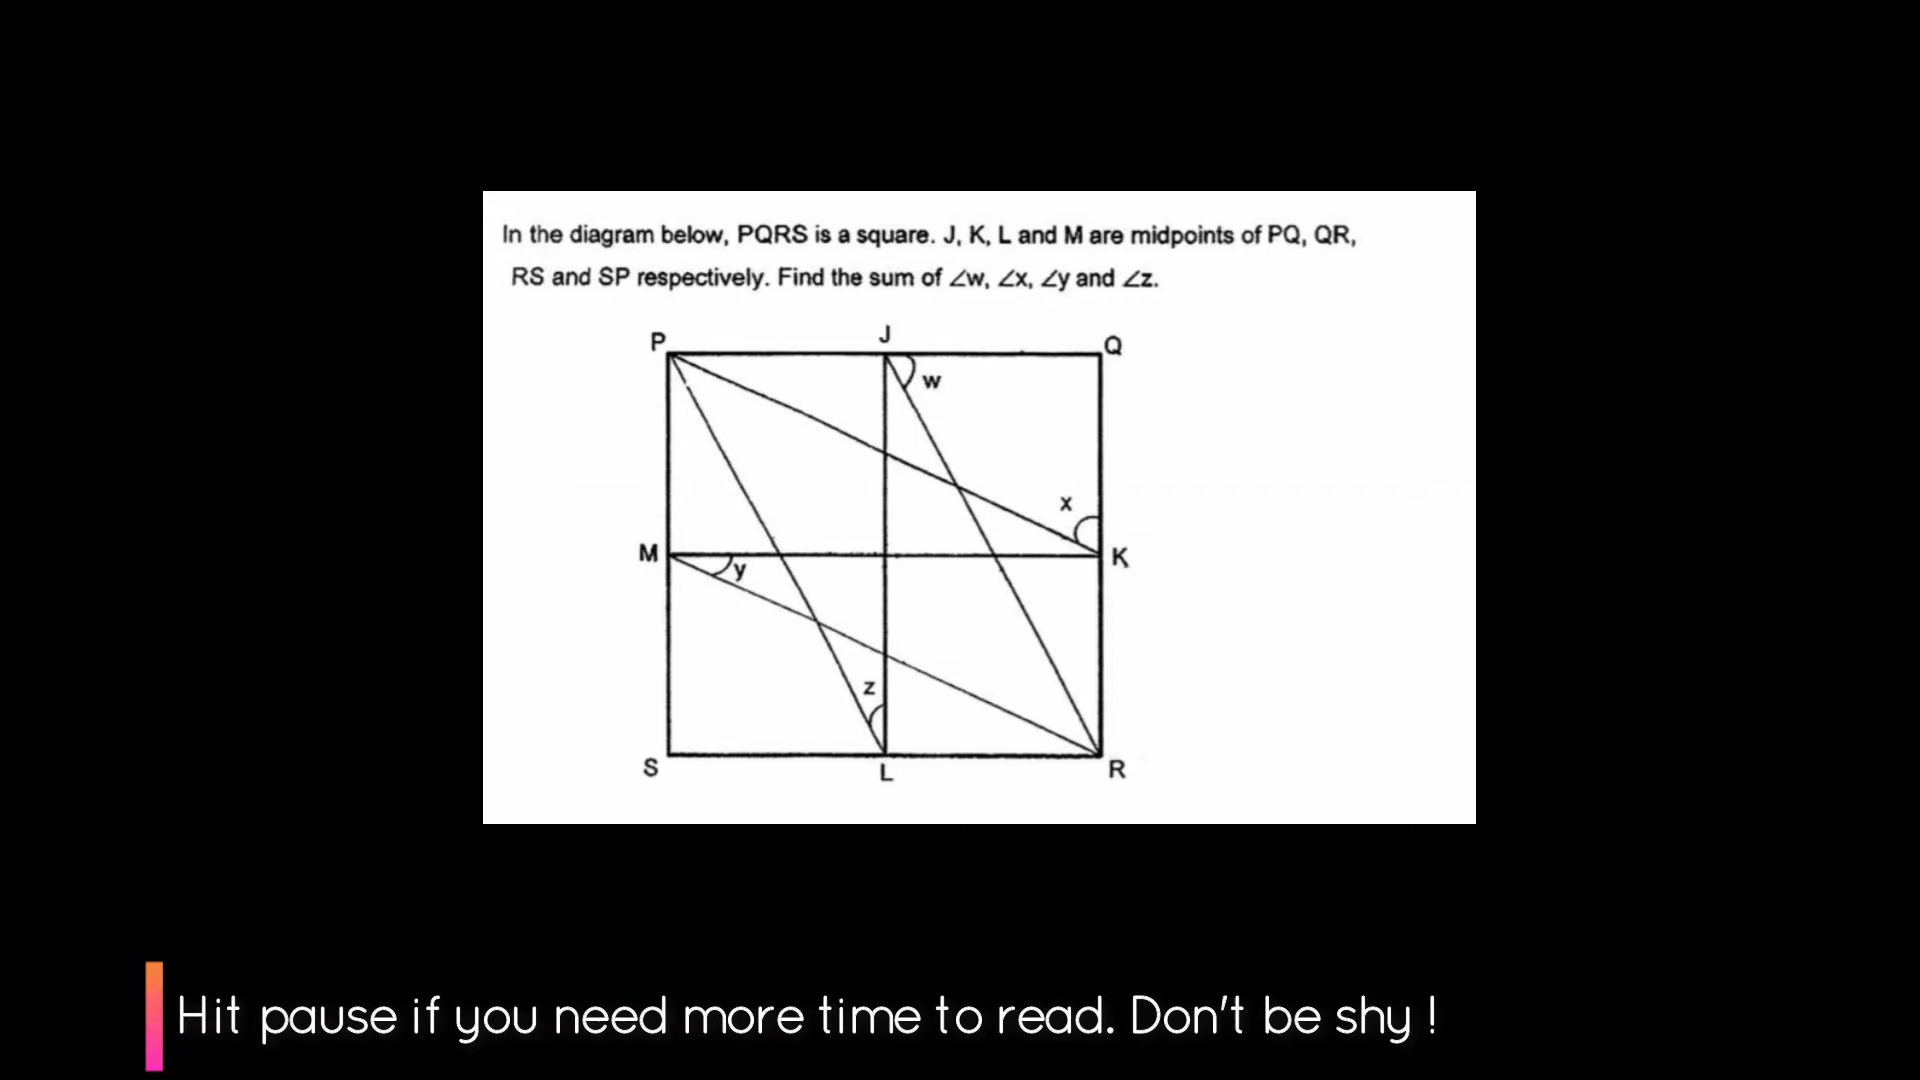 In the diagram below, PQRS is a square. J, K, L and M are midpoints of PQ, QR,
RS and SP respectively. Find the sum of ∠w, ∠x, ∠y and ∠z.
P J Q
w
x
M y K
z
S L R
Hit pause if you need more time to read. Don't be shy !